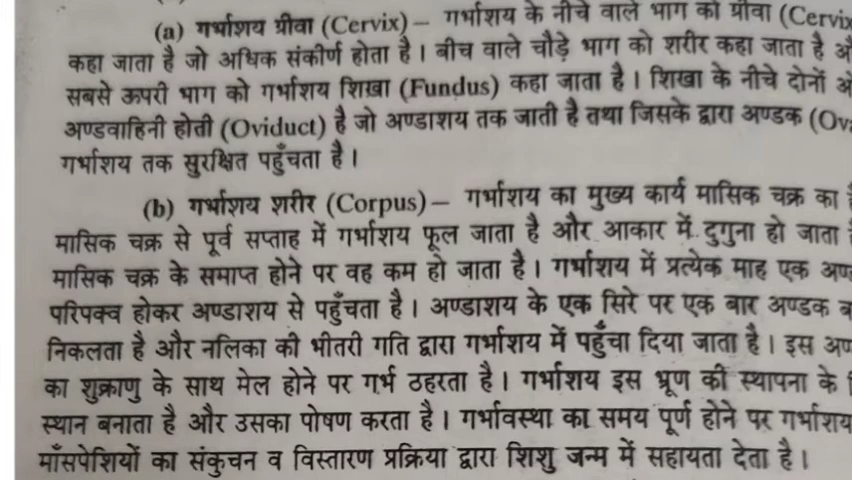 (a) गर्भाशय ग्रीवा (Cervix) – गर्भाशय के नीचे वाले भाग को ग्रीवा (Cervix
कहा जाता है जो अधिक संकीर्ण होता है। बीच वाले चौड़े भाग को शरीर कहा जाता है
सबसे ऊपरी भाग को गर्भाशय शिखा (Fundus) कहा जाता है। शिखा के नीचे दोनों
अण्डवाहिनी होती (Oviduct) है जो अण्डाशय तक जाती है तथा जिसके द्वारा अण्डक
गर्भाशय तक सुरक्षित पहुँचता है।
(b) गर्भाशय शरीर (Corpus) – गर्भाशय का मुख्य कार्य मासिक चक्र का
मासिक चक्र से पूर्व सप्ताह में गर्भाशय फूल जाता है और आकार में दुगुना हो जाता
मासिक चक्र के समाप्त होने पर वह कम हो जाता है। गर्भाशय में प्रत्येक माह एक
परिपक्व होकर अण्डाशय से पहुँचता है। अण्डाशय के एक सिरे पर एक बार अण्डक
निकलता है और नलिका की भीतरी गति द्वारा गर्भाशय में पहुँचा दिया जाता है। इस
का शुक्राणु के साथ मेल होने पर गर्भ ठहरता है। गर्भाशय इस भ्रूण की स्थापना के
स्थान बनाता है और उसका पोषण करता है। गर्भावस्था का समय पूर्ण होने पर गर्भाशय
माँसपेशियों का संकुचन व विस्तारण प्रक्रिया द्वारा शिशु जन्म में सहायता देता है।